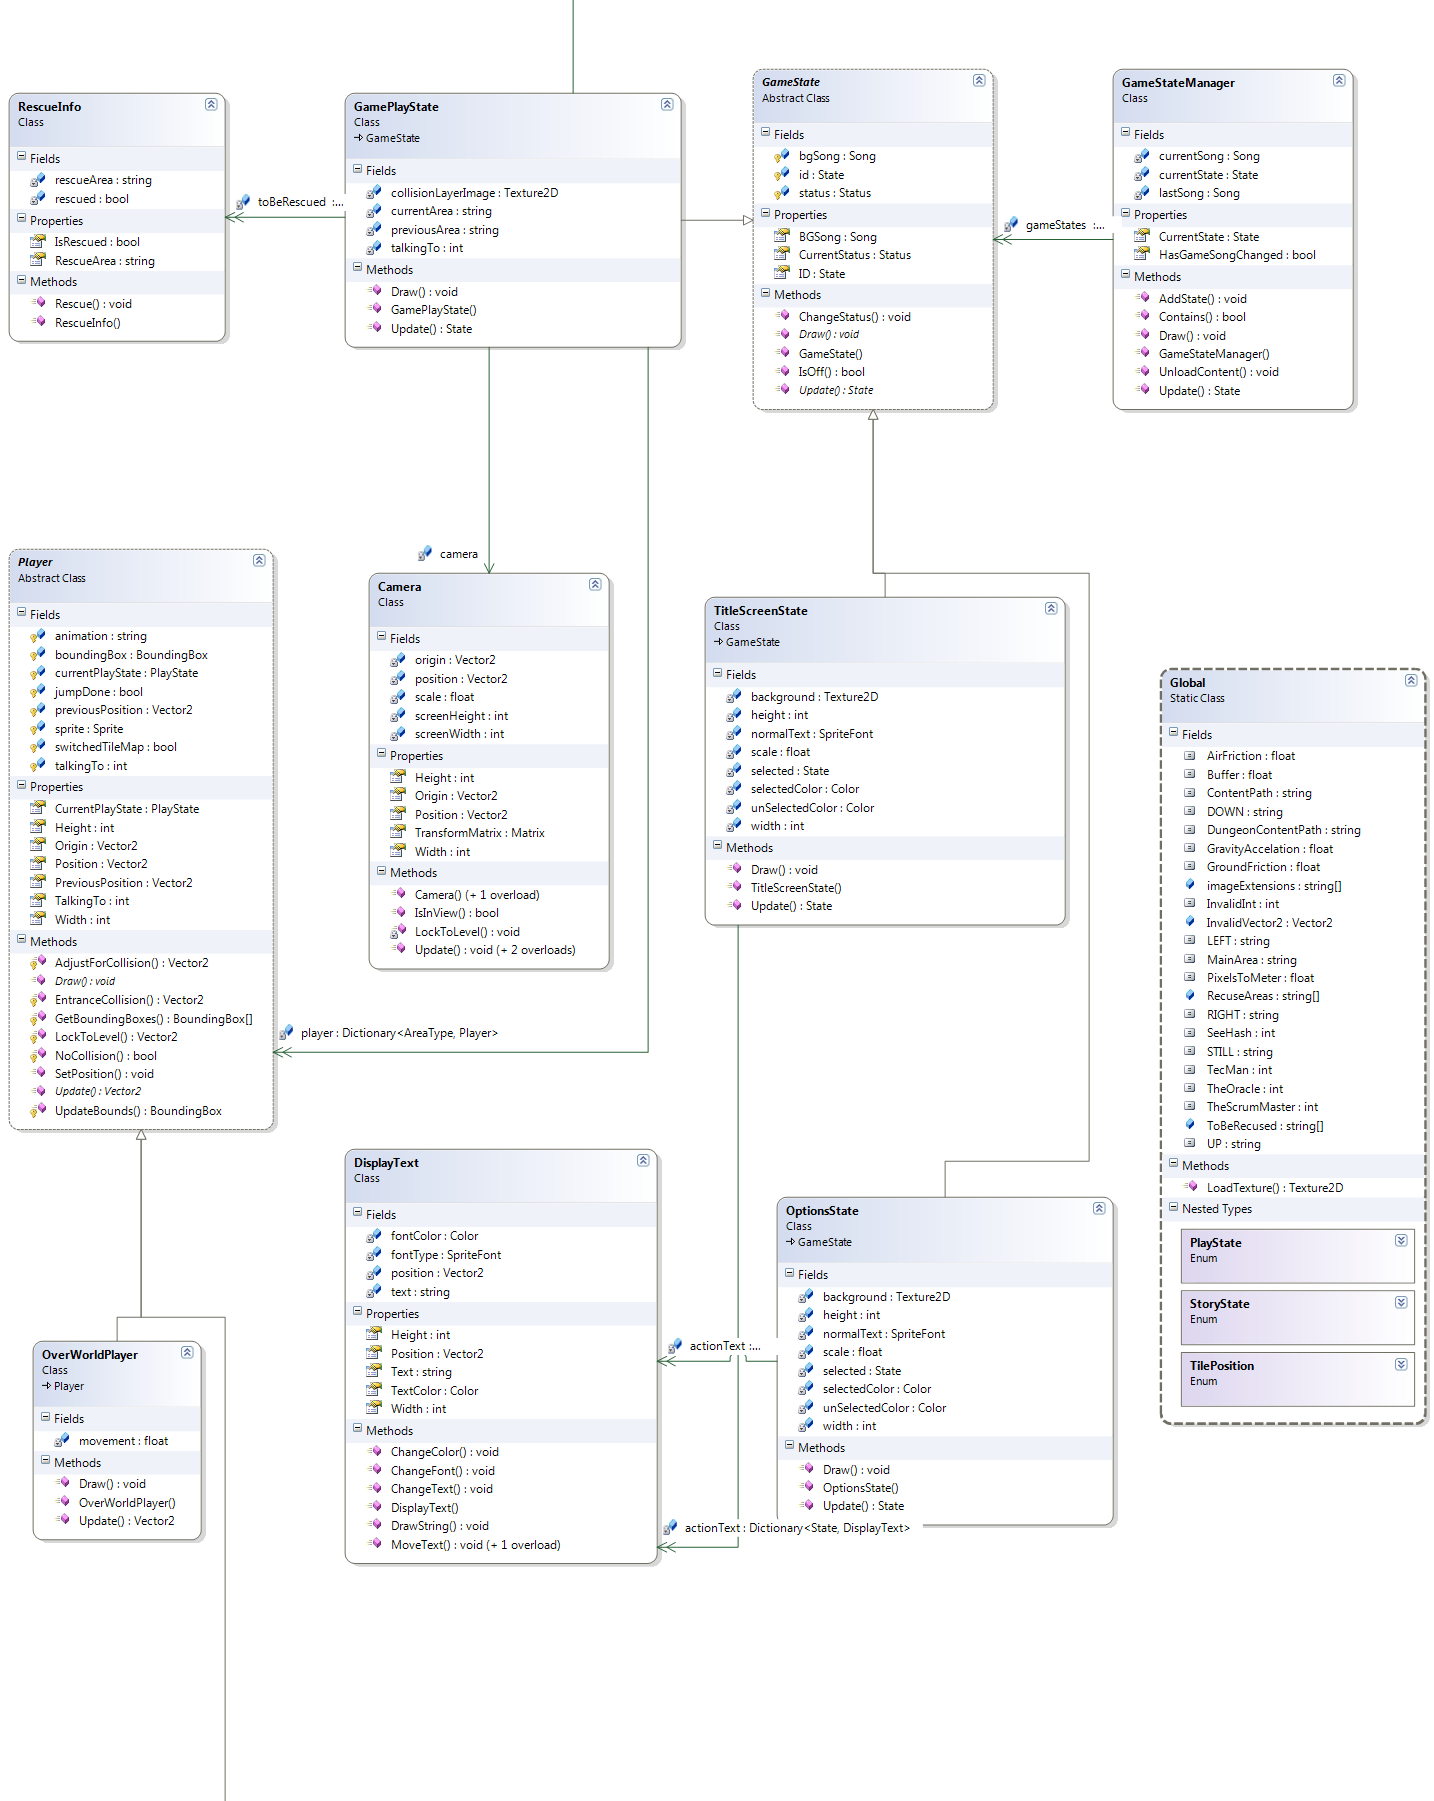 RescueInfo
Class
Fields
rescueArea : string
rescued : bool
Properties
IsRescued : bool
RescueArea : string
Methods
Rescue() : void
RescueInfo()
toBeRescued :...
GamePlayState
Class
GameState
Fields
collisionLayerImage : Texture2D
currentArea : string
previousArea : string
talkingTo : int
Methods
Draw() : void
GamePlayState()
Update() : State
GameState
Abstract Class
Fields
bgSong : Song
id : State
status : Status
Properties
BGSong : Song
CurrentStatus : Status
ID : State
Methods
ChangeStatus() : void
Draw() : void
GameState()
IsOff() : bool
Update() : State
gameStates :...
GameStateManager
Class
Fields
currentSong : Song
currentState : State
lastSong : Song
Properties
CurrentState : State
HasGameSongChanged : bool
Methods
AddState() : void
Contains() : bool
Draw() : void
GameStateManager()
UnloadContent() : void
Update() : State
Player
Abstract Class
Fields
animation : string
boundingBox : BoundingBox
currentPlayState : PlayState
jumpDone : bool
previousPosition : Vector2
sprite : Sprite
switchedTileMap : bool
talkingTo : int
Properties
CurrentPlayState : PlayState
Height : int
Origin : Vector2
Position : Vector2
PreviousPosition : Vector2
TalkingTo : int
Width : int
Methods
AdjustForCollision() : Vector2
Draw() : void
EntranceCollision() : Vector2
GetBoundingBoxes() : BoundingBox[]
LockToLevel() : Vector2
NoCollision() : bool
SetPosition() : void
Update() : Vector2
UpdateBounds() : BoundingBox
camera
Camera
Class
Fields
origin : Vector2
position : Vector2
scale : float
screenHeight : int
screenWidth : int
Properties
Height : int
Origin : Vector2
Position : Vector2
TransformMatrix : Matrix
Width : int
Methods
Camera() (+ 1 overload)
IsInView() : bool
LockToLevel() : void
Update() : void (+ 2 overloads)
player : Dictionary<AreaType, Player>
TitleScreenState
Class
GameState
Fields
background : Texture2D
height : int
normalText : SpriteFont
scale : float
selected : State
selectedColor : Color
unSelectedColor : Color
width : int
Methods
Draw() : void
TitleScreenState()
Update() : State
Global
Static Class
Fields
AirFriction : float
Buffer : float
ContentPath : string
DOWN : string
DungeonContentPath : string
GravityAccelation : float
GroundFriction : float
imageExtensions : string[]
InvalidInt : int
InvalidVector2 : Vector2
LEFT : string
MainArea : string
PixelsToMeter : float
RecuseAreas : string[]
RIGHT : string
SeeHash : int
STILL : string
TecMan : int
TheOracle : int
TheScrumMaster : int
ToBeRecused : string[]
UP : string
Methods
LoadTexture() : Texture2D
Nested Types
PlayState
Enum
StoryState
Enum
TilePosition
Enum
DisplayText
Class
Fields
fontColor : Color
fontType : SpriteFont
position : Vector2
text : string
Properties
Height : int
Position : Vector2
Text : string
TextColor : Color
Width : int
Methods
ChangeColor() : void
ChangeFont() : void
ChangeText() : void
DisplayText()
DrawString() : void
MoveText() : void (+ 1 overload)
actionText :...
actionText : Dictionary<State, DisplayText>
OptionsState
Class
GameState
Fields
background : Texture2D
height : int
normalText : SpriteFont
scale : float
selected : State
selectedColor : Color
unSelectedColor : Color
width : int
Methods
Draw() : void
OptionsState()
Update() : State
OverWorldPlayer
Class
Player
Fields
movement : float
Methods
Draw() : void
OverWorldPlayer()
Update() : Vector2